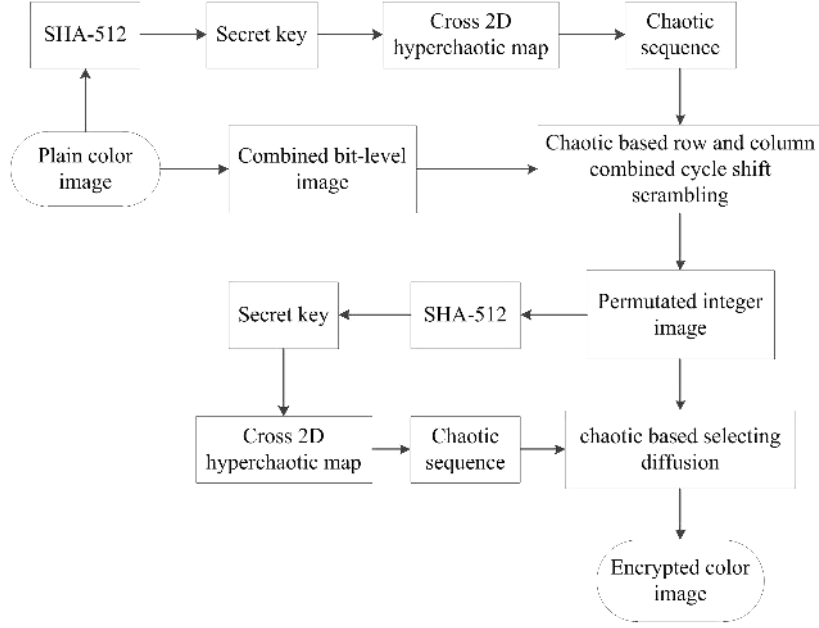 SHA-512
Secret key
Cross 2D
hyperchaotic map
Chaotic
sequence
Plain color
image
Combined bit-level
image
Chaotic based row and column
combined cycle shift
scrambling
Secret key
SHA-512
Permutated integer
image
Cross 2D
hyperchaotic map
Chaotic
sequence
chaotic based selecting
diffusion
Encrypted color
image